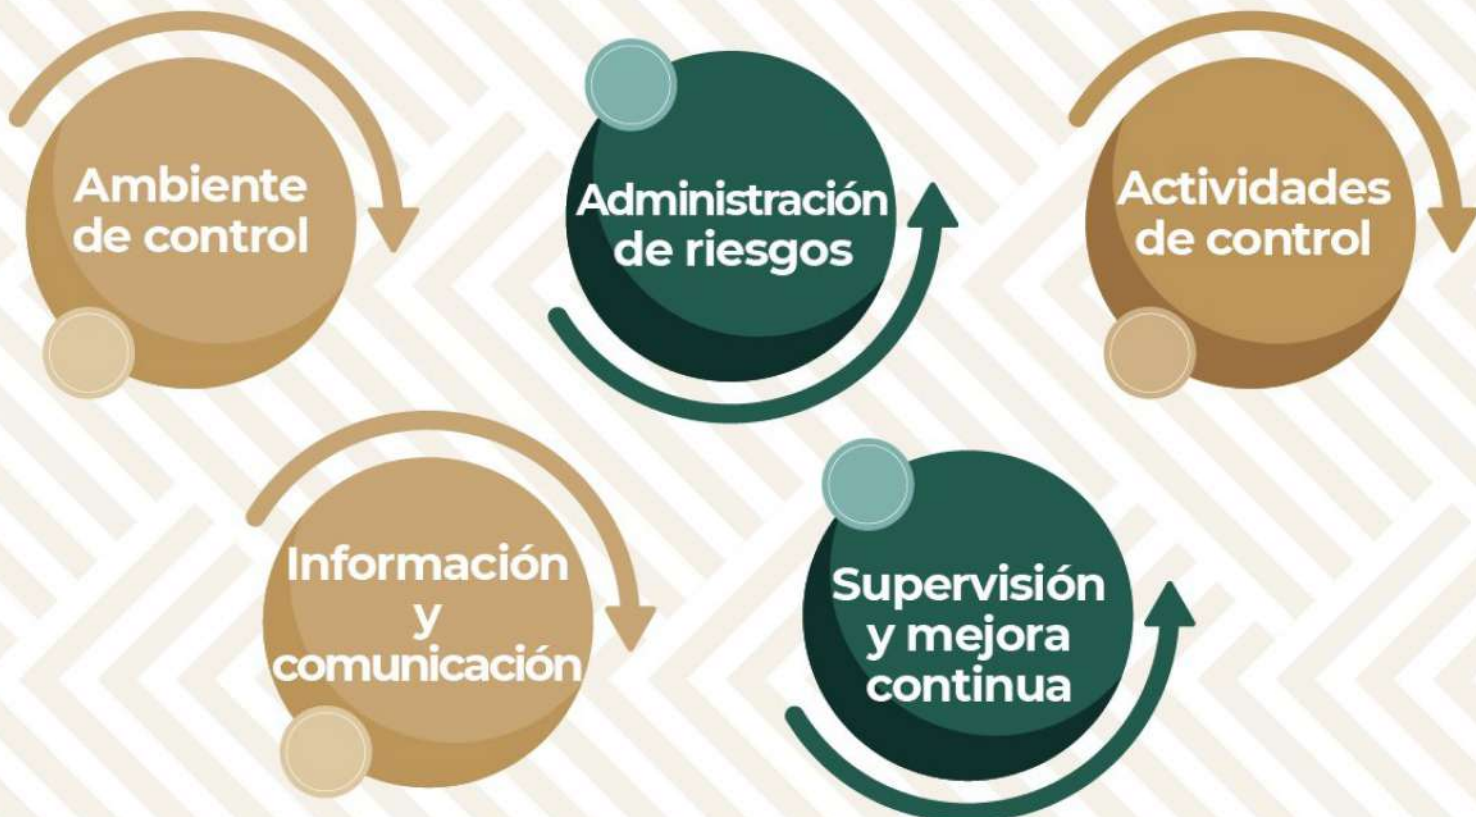 Ambiente
de control
Administración
de riesgos
Actividades
de control
Información
y
comunicación
Supervisión
y mejora
continua